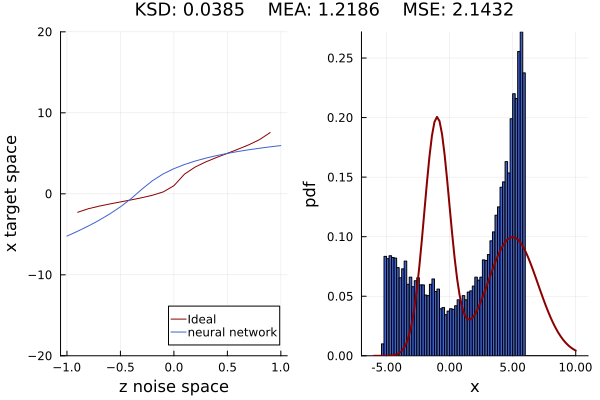 KSD: 0.0385 MEA: 1.2186 MSE: 2.1432
20
10
0
−10
−20
x target space
−1.0 −0.5 0.0 0.5 1.0
z noise space
Ideal
neural network
0.25
0.20
0.15
0.10
0.05
0.00
pdf
-5.00 0.00 5.00 10.00
x